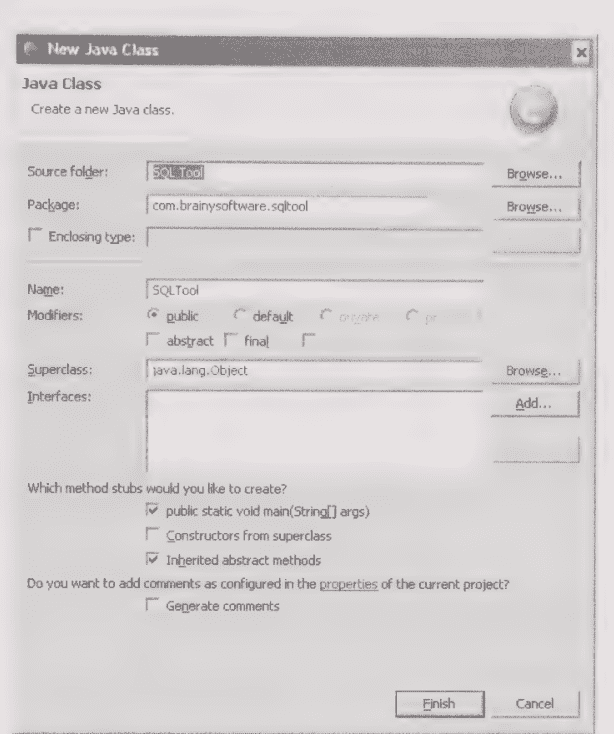 New Java Class
Java Class
Create a new Java class.
Source folder: SQL Tool Browse...
Package: com.brainysoftware.sqltool Browse...
Enclosing type:
Name: SQLTool
Modifiers: public default private
abstract final
Superclass: java.lang.Object Browse...
Interfaces: Add...
Which method stubs would you like to create?
public static void main(String[] args)
Constructors from superclass
Inherited abstract methods
Do you want to add comments as configured in the properties of the current project?
Generate comments
Finish Cancel